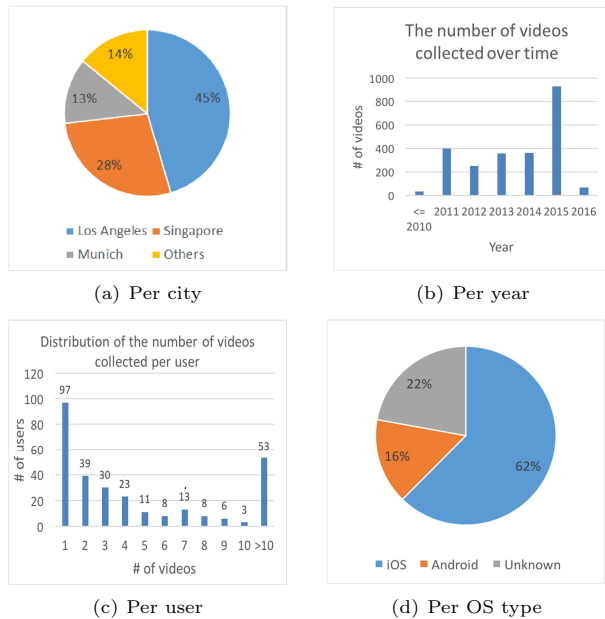 14%
45%
13%
28%
Los Angeles Singapore
Munich Others
(a) Per city
The number of videos
collected over time
1000
800
600
400
200
0
# of videos
<= 2010 2011 2012 2013 2014 2015 2016
Year
(b) Per year
Distribution of the number of videos
collected per user
120
100
80
60
40
20
0
# of users
97
39
30
23
11
8
13
8
6
3
53
1 2 3 4 5 6 7 8 9 10 >10
# of videos
(c) Per user
22%
16%
62%
iOS Android Unknown
(d) Per OS type